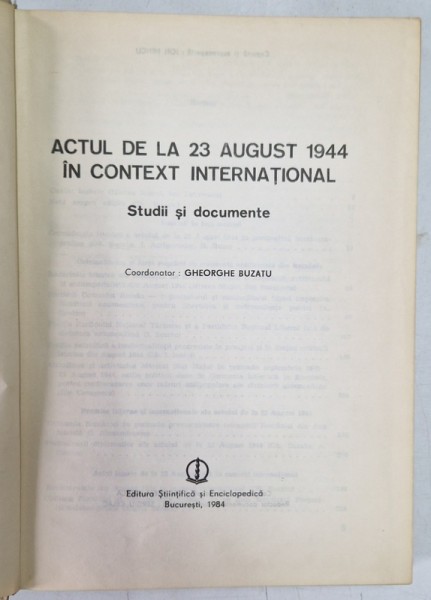 ACTUL DE LA 23 AUGUST 1944
ÎN CONTEXT INTERNAȚIONAL
Studii și documente
Coordonator : GHEORGHE BUZATU
Editura Științifică și Enciclopedică
București, 1984